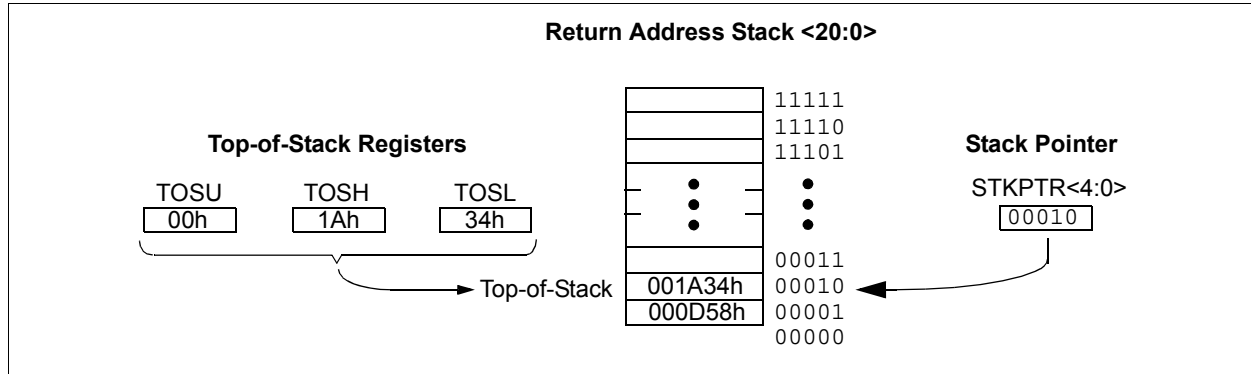 Return Address Stack <20:0>
11111
11110
11101
Top-of-Stack Registers
Stack Pointer
TOSU TOSH TOSL
STKPTR<4:0>
00h 1Ah 34h
00010
00011
Top-of-Stack 001A34h 00010
000D58h 00001
00000